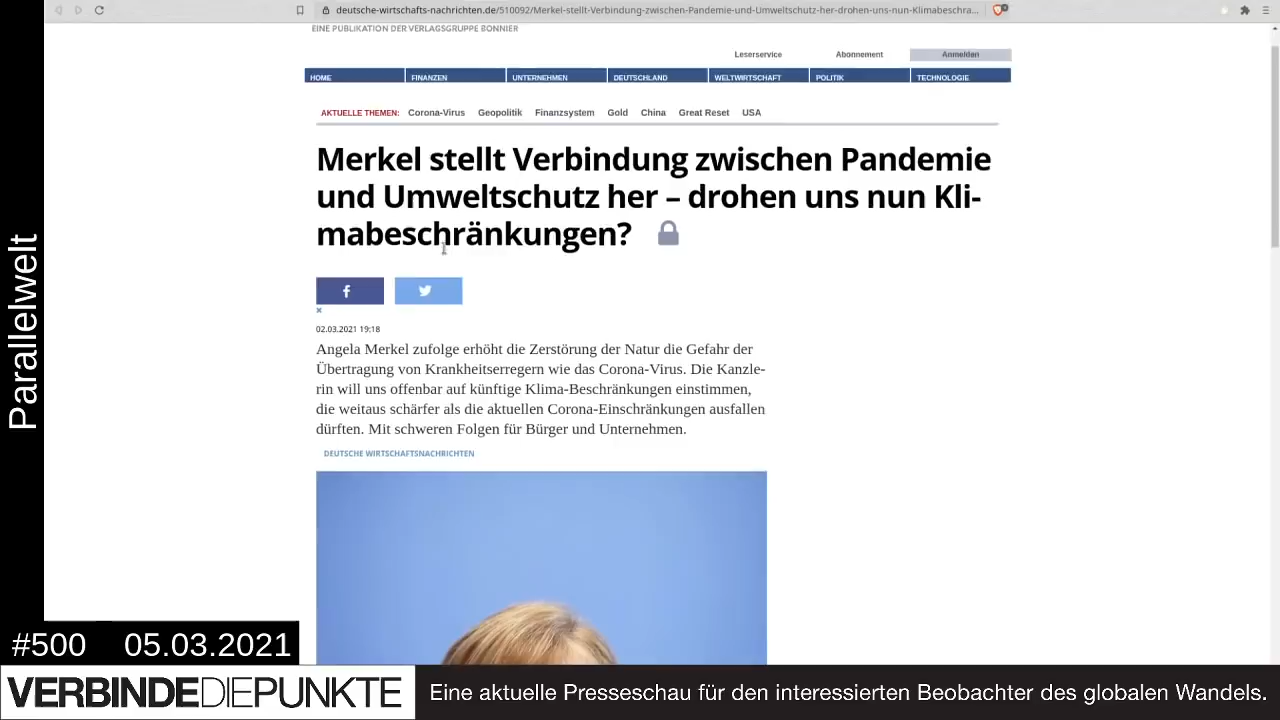 deutsche-wirtschafts-nachrichten.de/510092/Merkel-stellt-Verbindung-zwischen-Pandemie-und-Umweltschutz-her-drohen-uns-nun-Klimabeschra...
EINE PUBLIKATION DER VERLAGSGRUPPE BONNIER
Leserservice Abonnement Anmelden
HOME FINANZEN UNTERNEHMEN DEUTSCHLAND WELTWIRTSCHAFT POLITIK TECHNOLOGIE
AKTUELLE THEMEN: Corona-Virus Geopolitik Finanzsystem Gold China Great Reset USA
Merkel stellt Verbindung zwischen Pandemie
und Umweltschutz her – drohen uns nun Kli-
mabeschränkungen?
02.03.2021 19:18
Angela Merkel zufolge erhöht die Zerstörung der Natur die Gefahr der
Übertragung von Krankheitserregern wie das Corona-Virus. Die Kanzle-
rin will uns offenbar auf künftige Klima-Beschränkungen einstimmen,
die weitaus schärfer als die aktuellen Corona-Einschränkungen ausfallen
dürften. Mit schweren Folgen für Bürger und Unternehmen.
DEUTSCHE WIRTSCHAFTSNACHRICHTEN
Parallelwelt
#500 05.03.2021
VERBINDEDIEPUNKTE
Eine aktuelle Presseschau für den interessierten Beobachter des globalen Wandels.